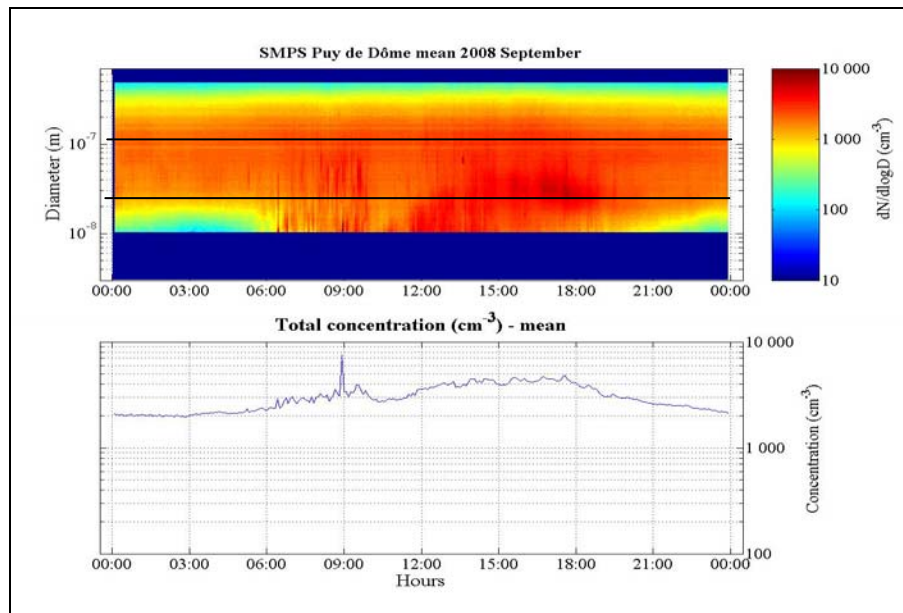 SMPS Puy de Dôme mean 2008 September
Diameter (m)
10⁻⁷
10⁻⁸
00:00 03:00 06:00 09:00 12:00 15:00 18:00 21:00 00:00
10 000
1 000
100
10
dN/dlogD (cm⁻³)
Total concentration (cm⁻³) - mean
10 000
1 000
100
Concentration (cm⁻³)
00:00 03:00 06:00 09:00 12:00 15:00 18:00 21:00 00:00
Hours